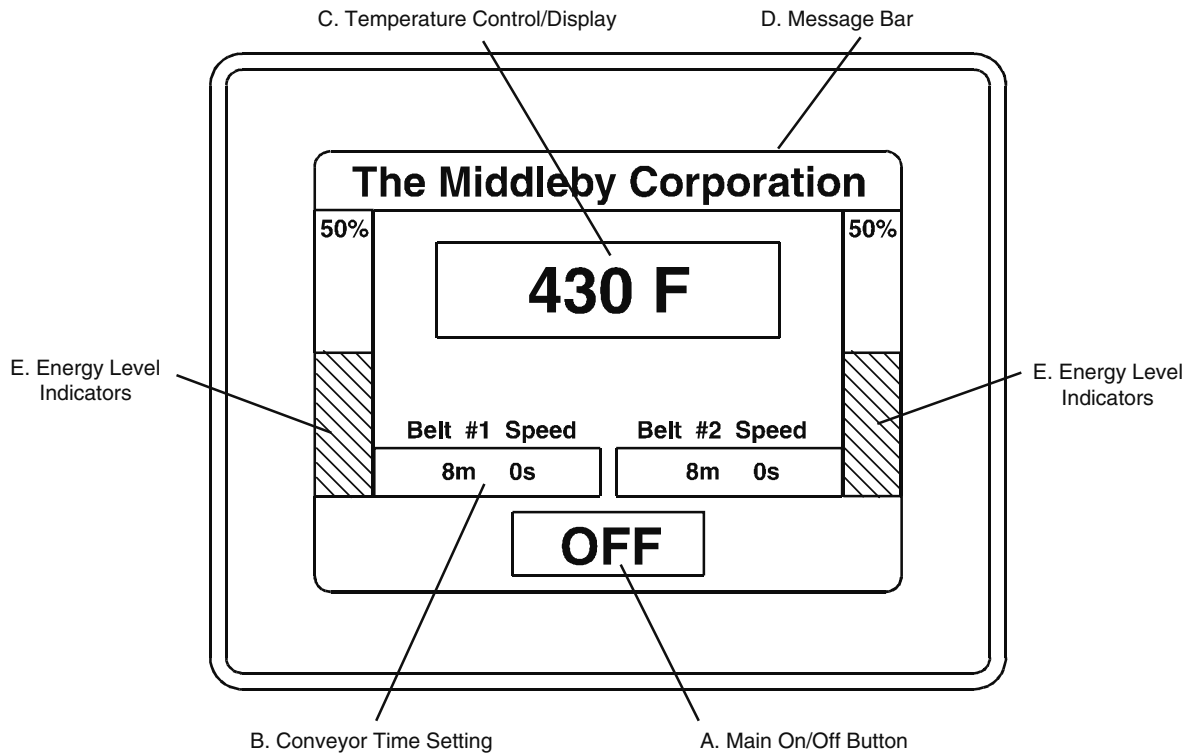 C. Temperature Control/Display
D. Message Bar
The Middleby Corporation
50%
50%
430 F
E. Energy Level
Indicators
E. Energy Level
Indicators
Belt #1 Speed
Belt #2 Speed
8m 0s
8m 0s
OFF
B. Conveyor Time Setting
A. Main On/Off Button